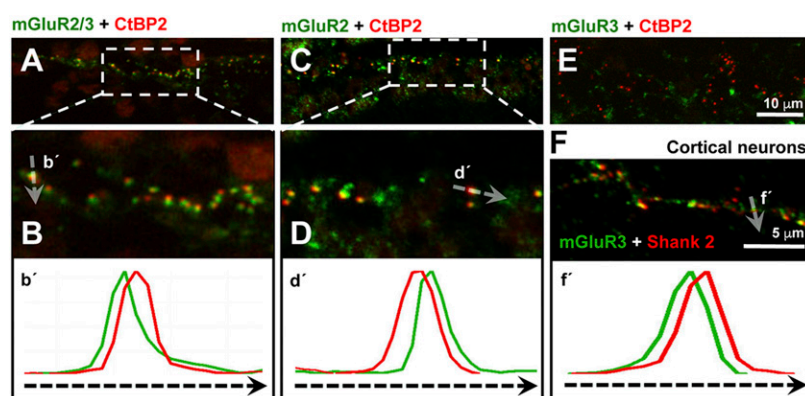 mGluR2/3 + CtBP2
mGluR2 + CtBP2
mGluR3 + CtBP2
A
C
E
10 µm
b´
B
d´
D
F
Cortical neurons
f´
5 µm
mGluR3 + Shank 2
b´
d´
f´